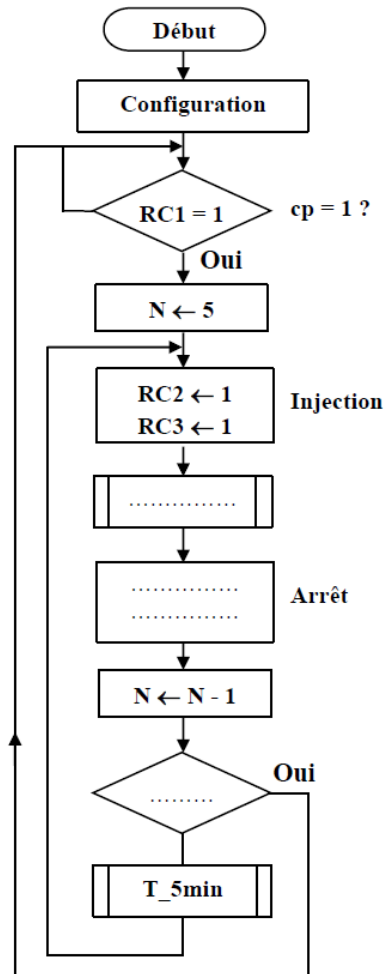 Début
Configuration
RC1 = 1
cp = 1 ?
Oui
N ← 5
RC2 ← 1
RC3 ← 1
Injection
...............
...............
...............
Arrêt
N ← N - 1
Oui
.........
T_5min